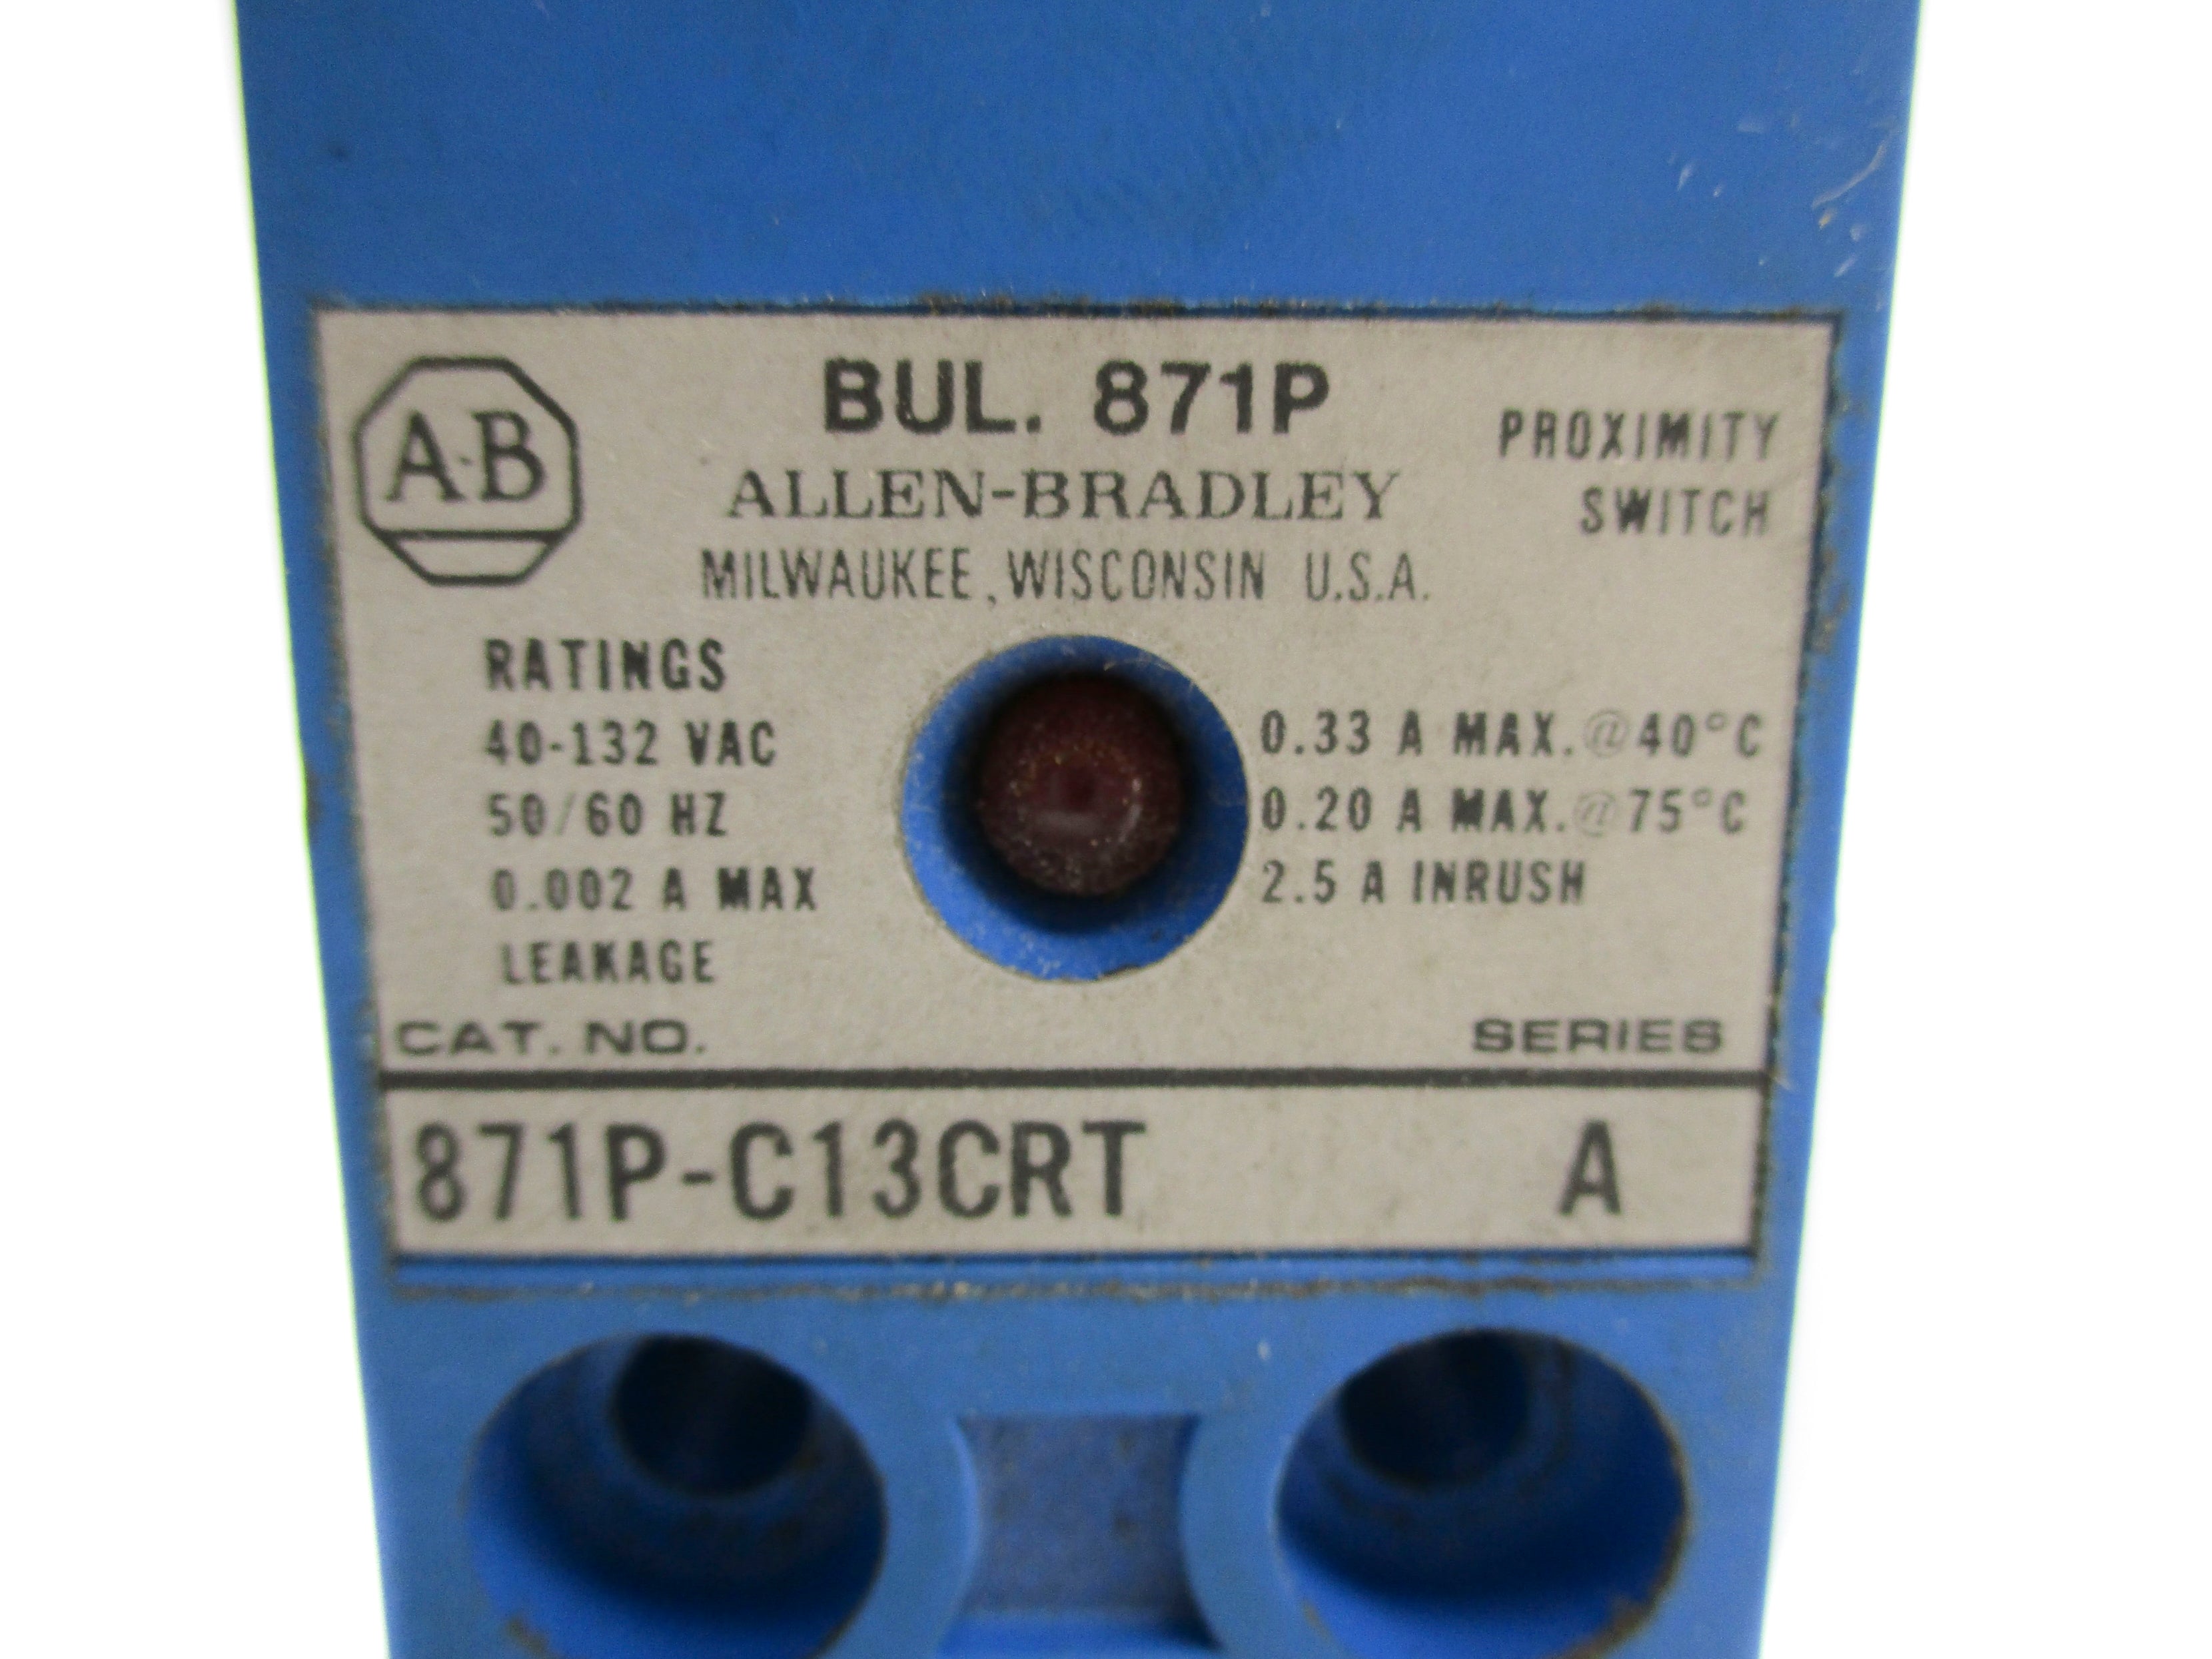 A-B
BUL. 871P
ALLEN-BRADLEY
MILWAUKEE, WISCONSIN U.S.A.
PROXIMITY
SWITCH
RATINGS
40-132 VAC
50/60 HZ
0.002 A MAX
LEAKAGE
0.33 A MAX.@40°C
0.20 A MAX.@75°C
2.5 A INRUSH
CAT. NO.
SERIES
871P-C13CRT
A